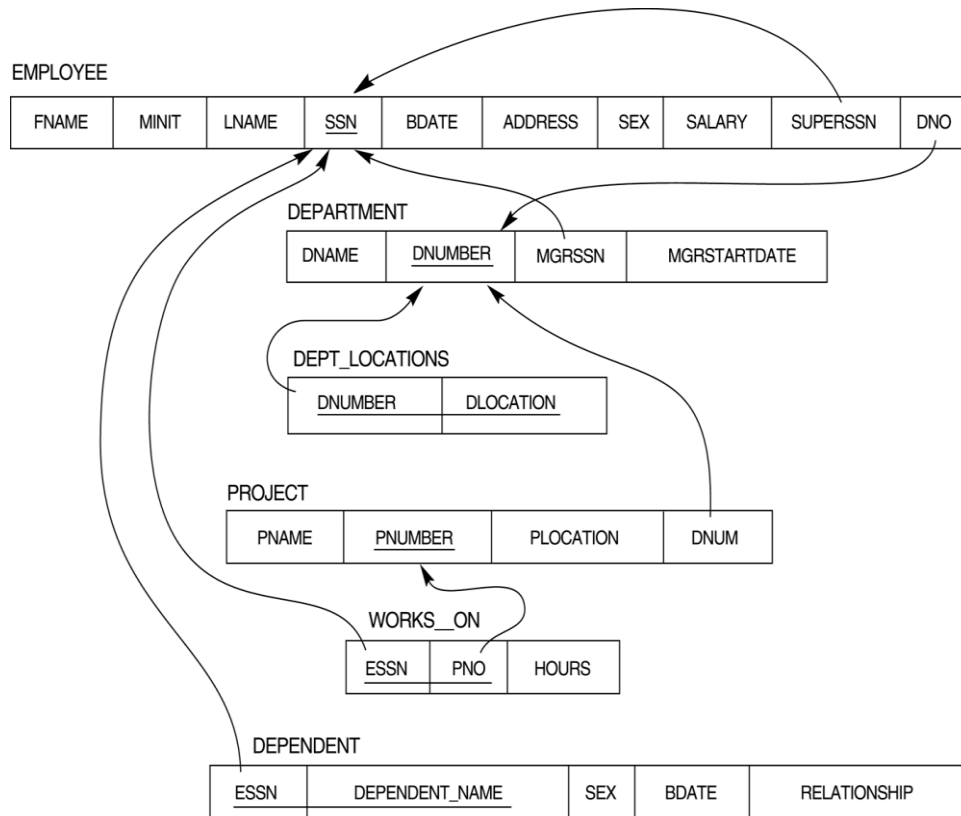 EMPLOYEE
FNAME MINIT LNAME SSN BDATE ADDRESS SEX SALARY SUPERSSN DNO
DEPARTMENT
DNAME DNUMBER MGRSSN MGRSTARTDATE
DEPT_LOCATIONS
DNUMBER DLOCATION
PROJECT
PNAME PNUMBER PLOCATION DNUM
WORKS__ON
ESSN PNO HOURS
DEPENDENT
ESSN DEPENDENT_NAME SEX BDATE RELATIONSHIP